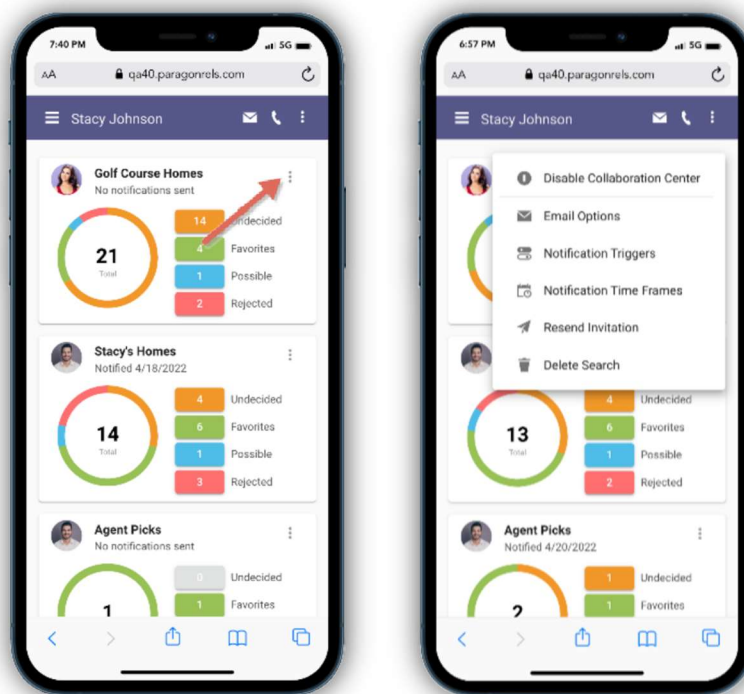 7:40 PM
5G
AA
qa40.paragonrels.com
Stacy Johnson
Golf Course Homes
No notifications sent
21
Total
14 Undecided
4 Favorites
1 Possible
2 Rejected
Stacy's Homes
Notified 4/18/2022
14
Total
4 Undecided
6 Favorites
1 Possible
3 Rejected
Agent Picks
No notifications sent
1
0 Undecided
1 Favorites
6:57 PM
5G
AA
qa40.paragonrels.com
Stacy Johnson
Disable Collaboration Center
Email Options
Notification Triggers
Notification Time Frames
Resend Invitation
Delete Search
13
Total
4 Undecided
6 Favorites
1 Possible
2 Rejected
Agent Picks
Notified 4/20/2022
2
1 Undecided
1 Favorites